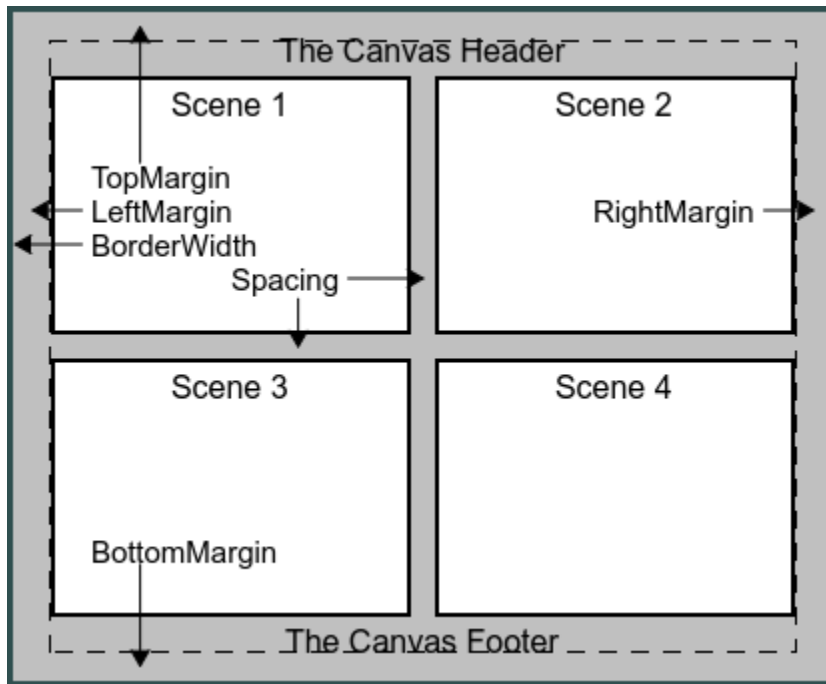 The Canvas Header
Scene 1
Scene 2
TopMargin
LeftMargin
RightMargin
BorderWidth
Spacing
Scene 3
Scene 4
BottomMargin
The Canvas Footer